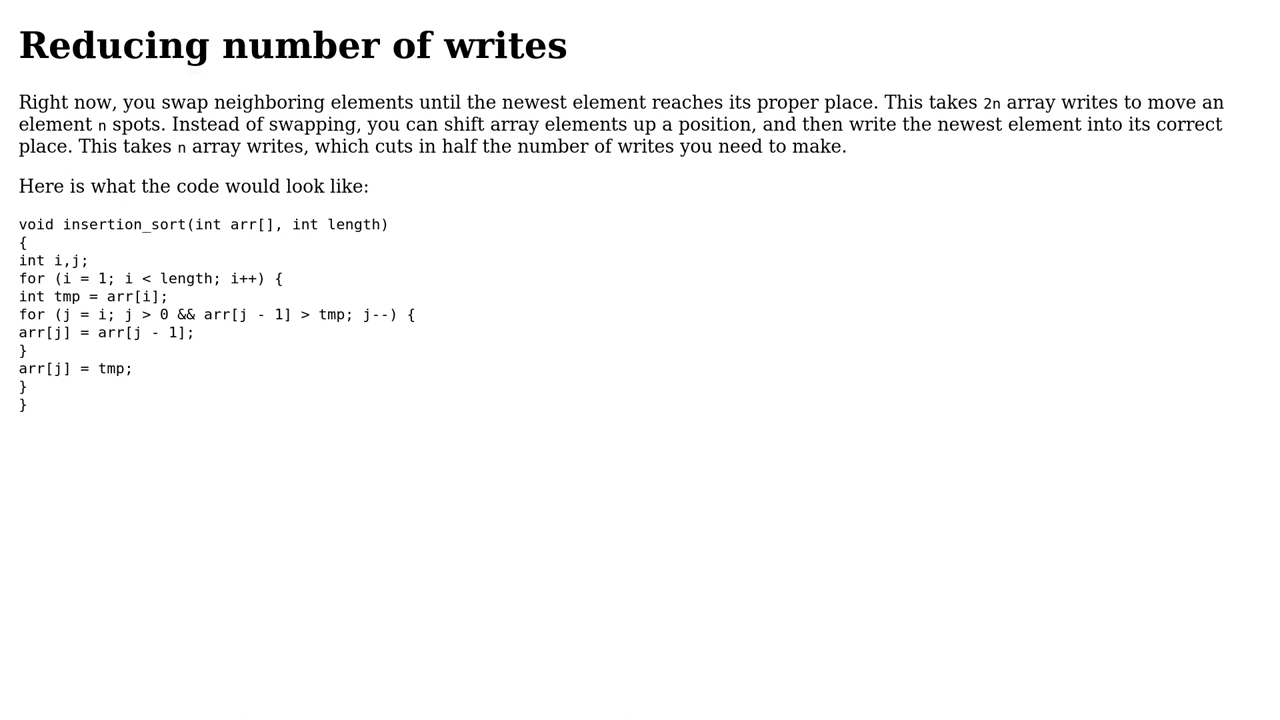 Reducing number of writes
Right now, you swap neighboring elements until the newest element reaches its proper place. This takes 2n array writes to move an
element n spots. Instead of swapping, you can shift array elements up a position, and then write the newest element into its correct
place. This takes n array writes, which cuts in half the number of writes you need to make.
Here is what the code would look like:
void insertion_sort(int arr[], int length)
{
int i,j;
for (i = 1; i < length; i++) {
int tmp = arr[i];
for (j = i; j > 0 && arr[j - 1] > tmp; j--) {
arr[j] = arr[j - 1];
}
arr[j] = tmp;
}
}